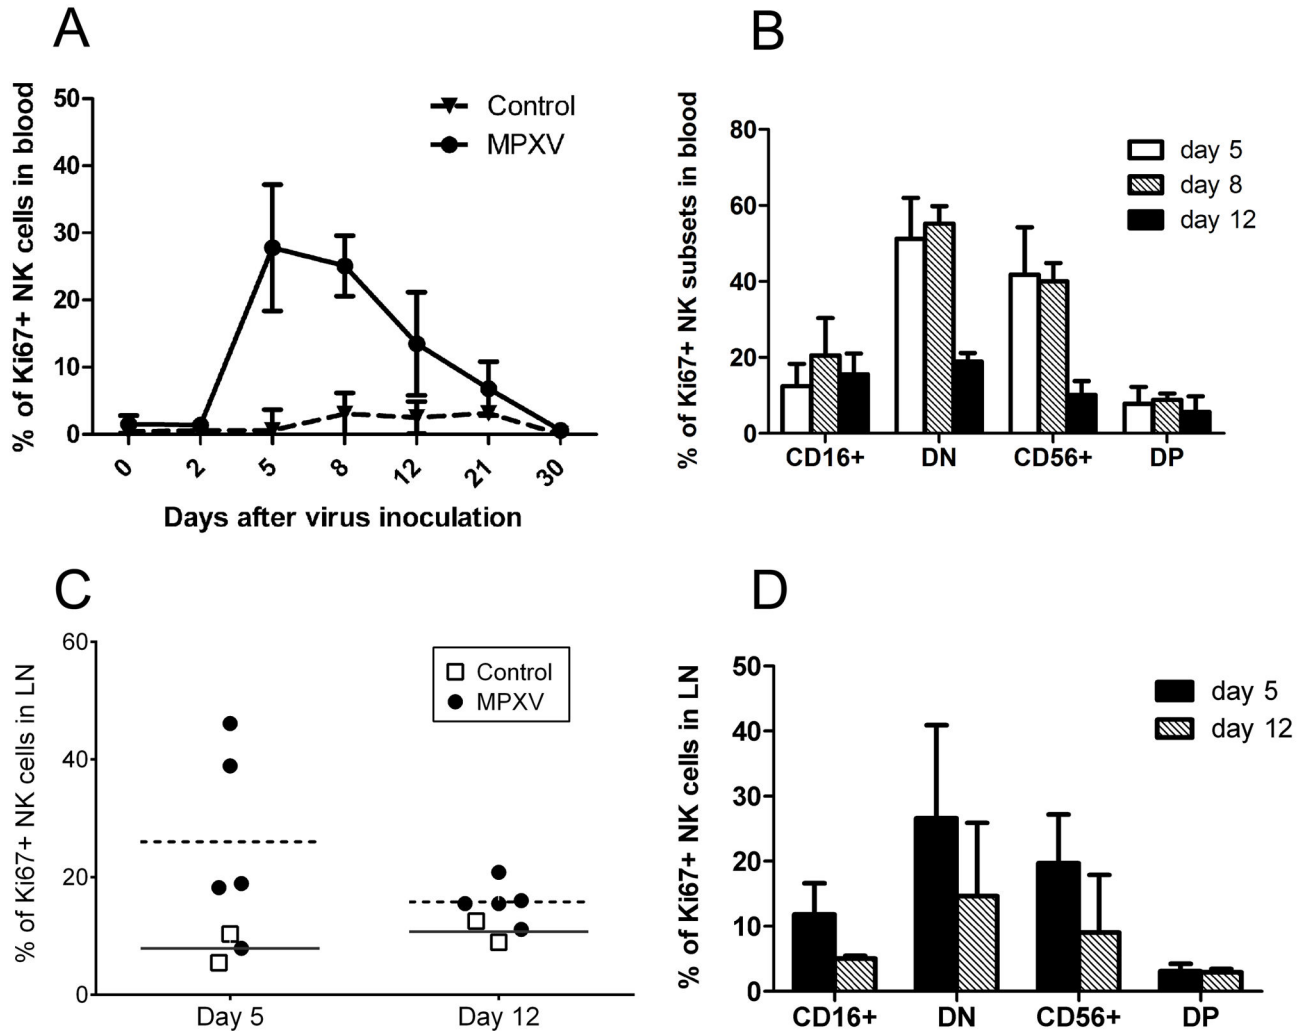 A
% of Ki67+ NK cells in blood
50
40
30
20
10
0
Control
MPXV
0 2 5 8 12 21 30
Days after virus inoculation
B
% of Ki67+ NK subsets in blood
80
60
40
20
0
day 5
day 8
day 12
CD16+ DN CD56+ DP
C
% of Ki67+ NK cells in LN
60
40
20
0
Control
MPXV
Day 5 Day 12
D
% of Ki67+ NK cells in LN
50
40
30
20
10
0
day 5
day 12
CD16+ DN CD56+ DP